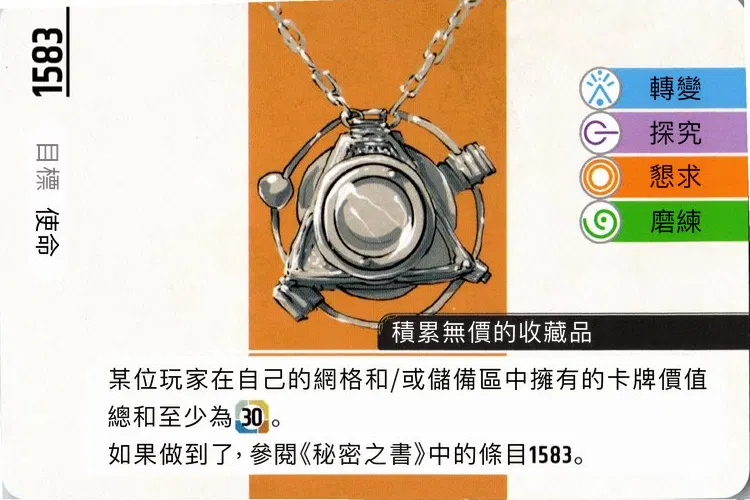 1583
目標 使命
轉變
探究
懇求
磨練
積累無價的收藏品
某位玩家在自己的網格和/或儲備區中擁有的卡牌價值
總和至少為30。
如果做到了,參閱《秘密之書》中的條目1583。